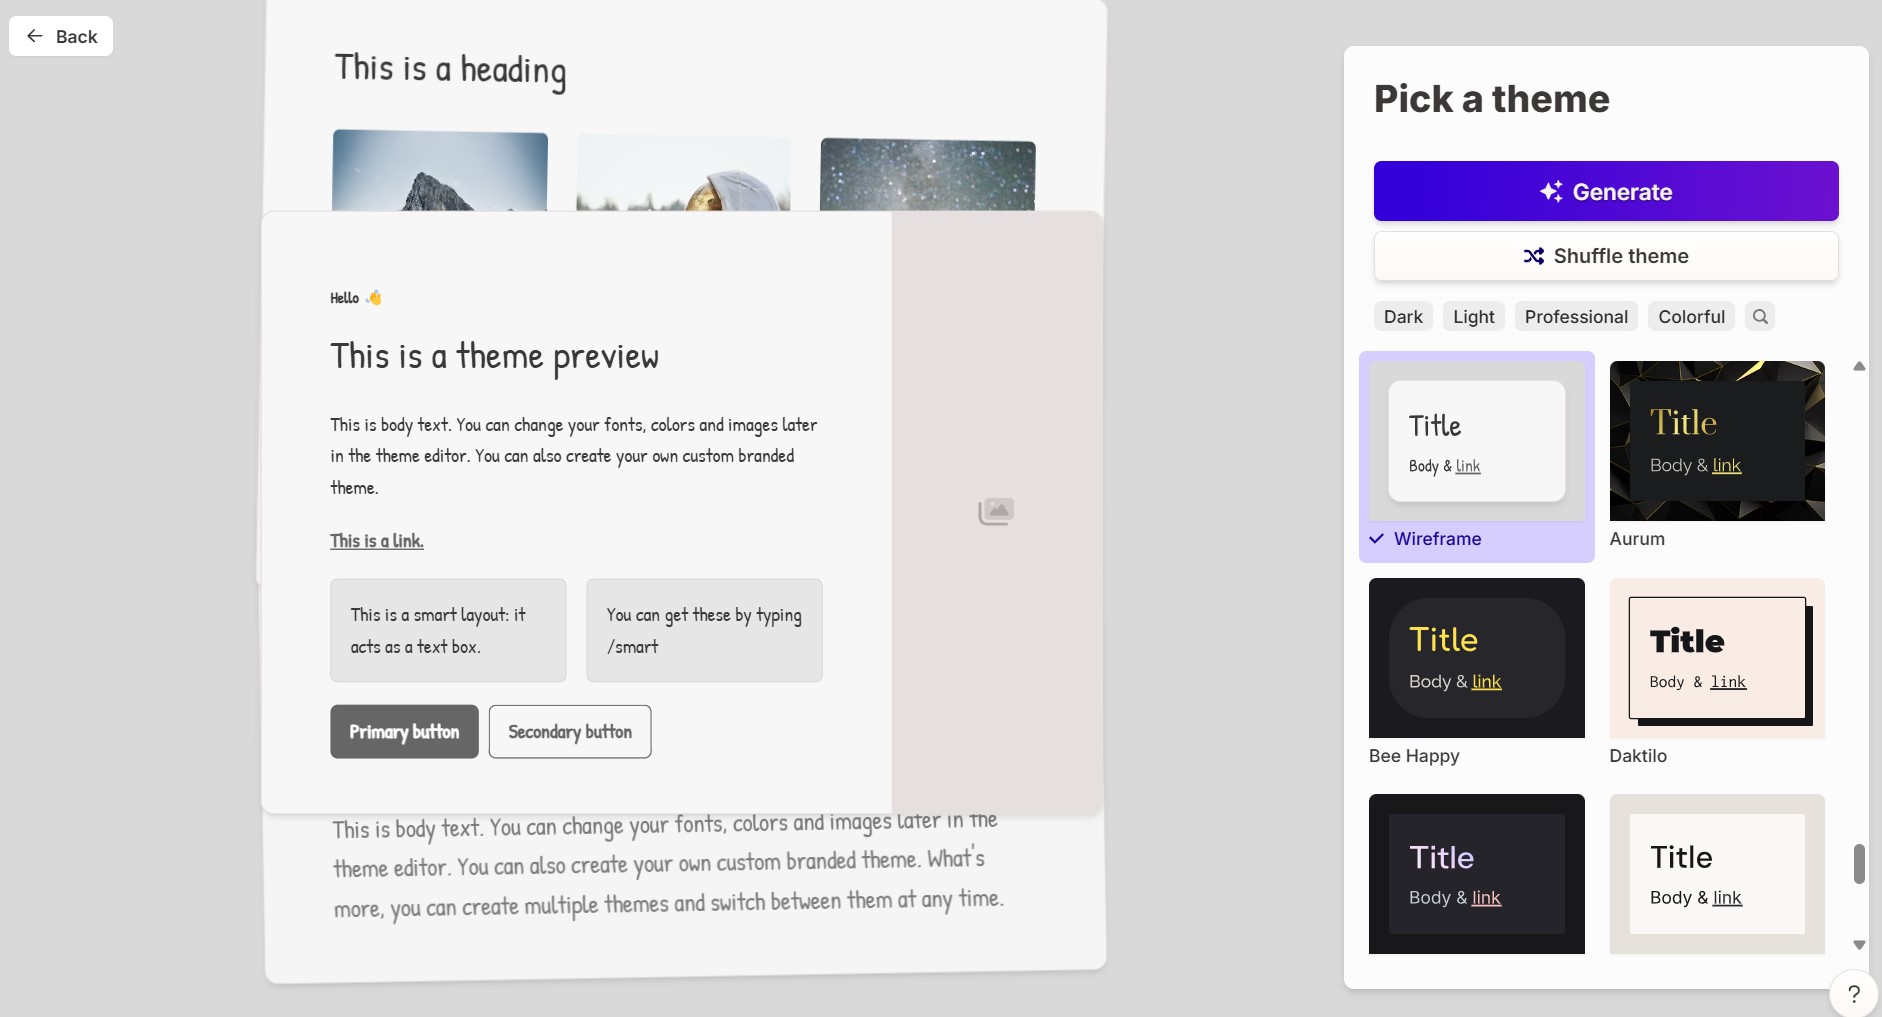 Back
This is a heading
Hello 👋
This is a theme preview
This is body text. You can change your fonts, colors and images later
in the theme editor. You can also create your own custom branded
theme.
This is a link.
This is a smart layout: it
acts as a text box.
You can get these by typing
/smart
Primary button
Secondary button
This is body text. You can change your fonts, colors and images later in the
theme editor. You can also create your own custom branded theme. What's
more, you can create multiple themes and switch between them at any time.
Pick a theme
Generate
Shuffle theme
Dark
Light
Professional
Colorful
Title
Body & link
Wireframe
Title
Body & link
Aurum
Title
Body & link
Bee Happy
Title
Body & link
Daktilo
Title
Body & link
Title
Body & link
?